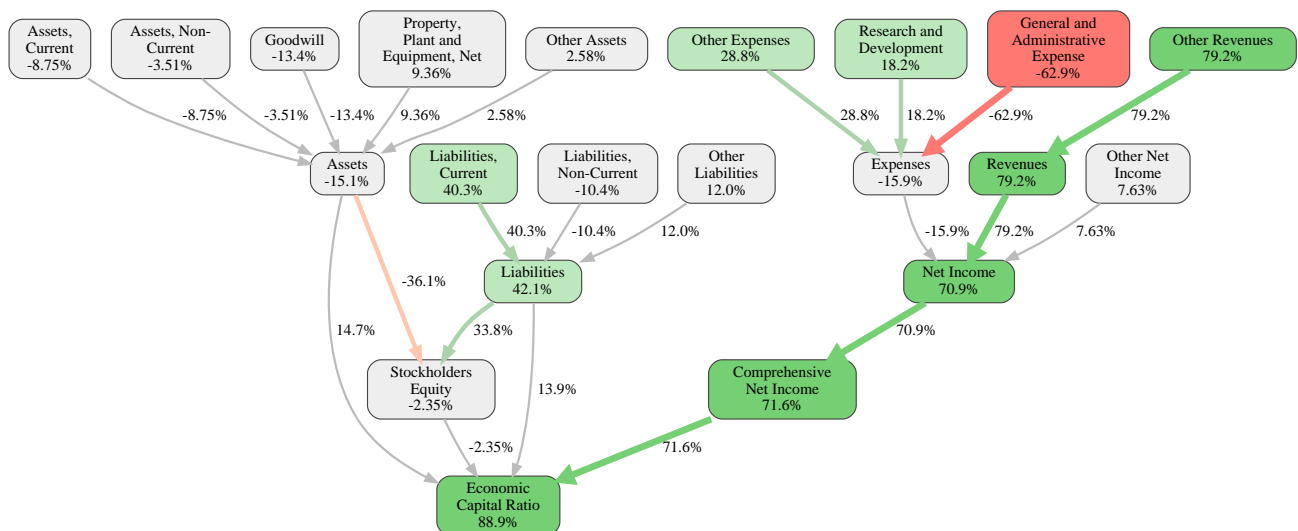 Assets,
Current
-8.75%
Assets, Non-
Current
-3.51%
Goodwill
-13.4%
Property,
Plant and
Equipment, Net
9.36%
Other Assets
2.58%
Other Expenses
28.8%
Research and
Development
18.2%
General and
Administrative
Expense
-62.9%
Other Revenues
79.2%
-8.75%
-3.51%
-13.4%
9.36%
2.58%
28.8%
18.2%
-62.9%
79.2%
Assets
-15.1%
Liabilities,
Current
40.3%
Liabilities,
Non-Current
-10.4%
Other
Liabilities
12.0%
Expenses
-15.9%
Revenues
79.2%
Other Net
Income
7.63%
40.3%
-10.4%
12.0%
-15.9%
79.2%
7.63%
Liabilities
42.1%
Net Income
70.9%
-36.1%
14.7%
33.8%
70.9%
Stockholders
Equity
-2.35%
13.9%
Comprehensive
Net Income
71.6%
-2.35%
71.6%
Economic
Capital Ratio
88.9%